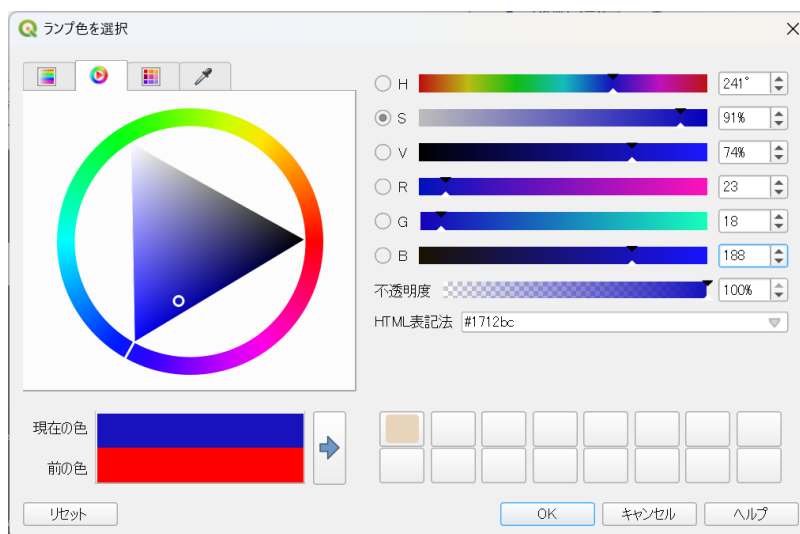 ランプ色を選択
H 241°
S 91%
V 74%
R 23
G 18
B 188
不透明度 100%
HTML表記法 #1712bc
現在の色
前の色
リセット
OK キャンセル ヘルプ